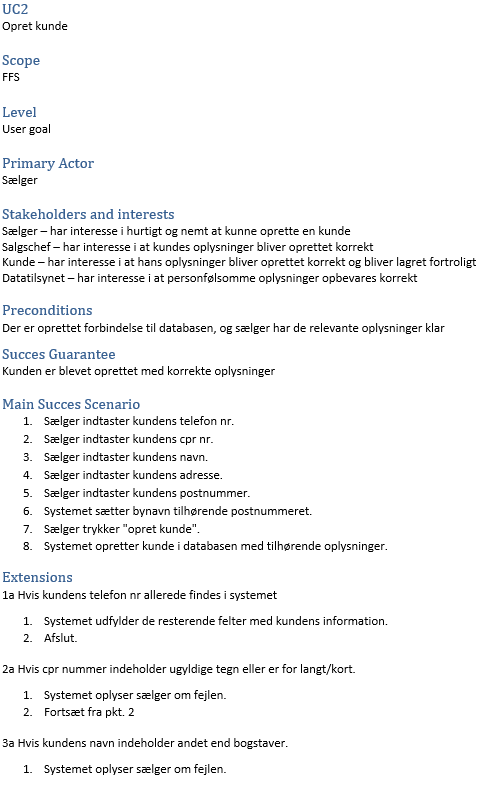 UC2
Opret kunde
Scope
FFS
Level
User goal
Primary Actor
Sælger
Stakeholders and interests
Sælger – har interesse i hurtigt og nemt at kunne oprette en kunde
Salgschef – har interesse i at kundes oplysninger bliver oprettet korrekt
Kunde – har interesse i at hans oplysninger bliver oprettet korrekt og bliver lagret fortroligt
Datatilsynet – har interesse i at personfølsomme oplysninger opbevares korrekt
Preconditions
Der er oprettet forbindelse til databasen, og sælger har de relevante oplysninger klar
Succes Guarantee
Kunden er blevet oprettet med korrekte oplysninger
Main Succes Scenario
1. Sælger indtaster kundens telefon nr.
2. Sælger indtaster kundens cpr nr.
3. Sælger indtaster kundens navn.
4. Sælger indtaster kundens adresse.
5. Sælger indtaster kundens postnummer.
6. Systemet sætter bynavn tilhørende postnummeret.
7. Sælger trykker "opret kunde".
8. Systemet opretter kunde i databasen med tilhørende oplysninger.
Extensions
1a Hvis kundens telefon nr allerede findes i systemet
1. Systemet udfylder de resterende felter med kundens information.
2. Afslut.
2a Hvis cpr nummer indeholder ugyldige tegn eller er for langt/kort.
1. Systemet oplyser sælger om fejlen.
2. Fortsæt fra pkt. 2
3a Hvis kundens navn indeholder andet end bogstaver.
1. Systemet oplyser sælger om fejlen.